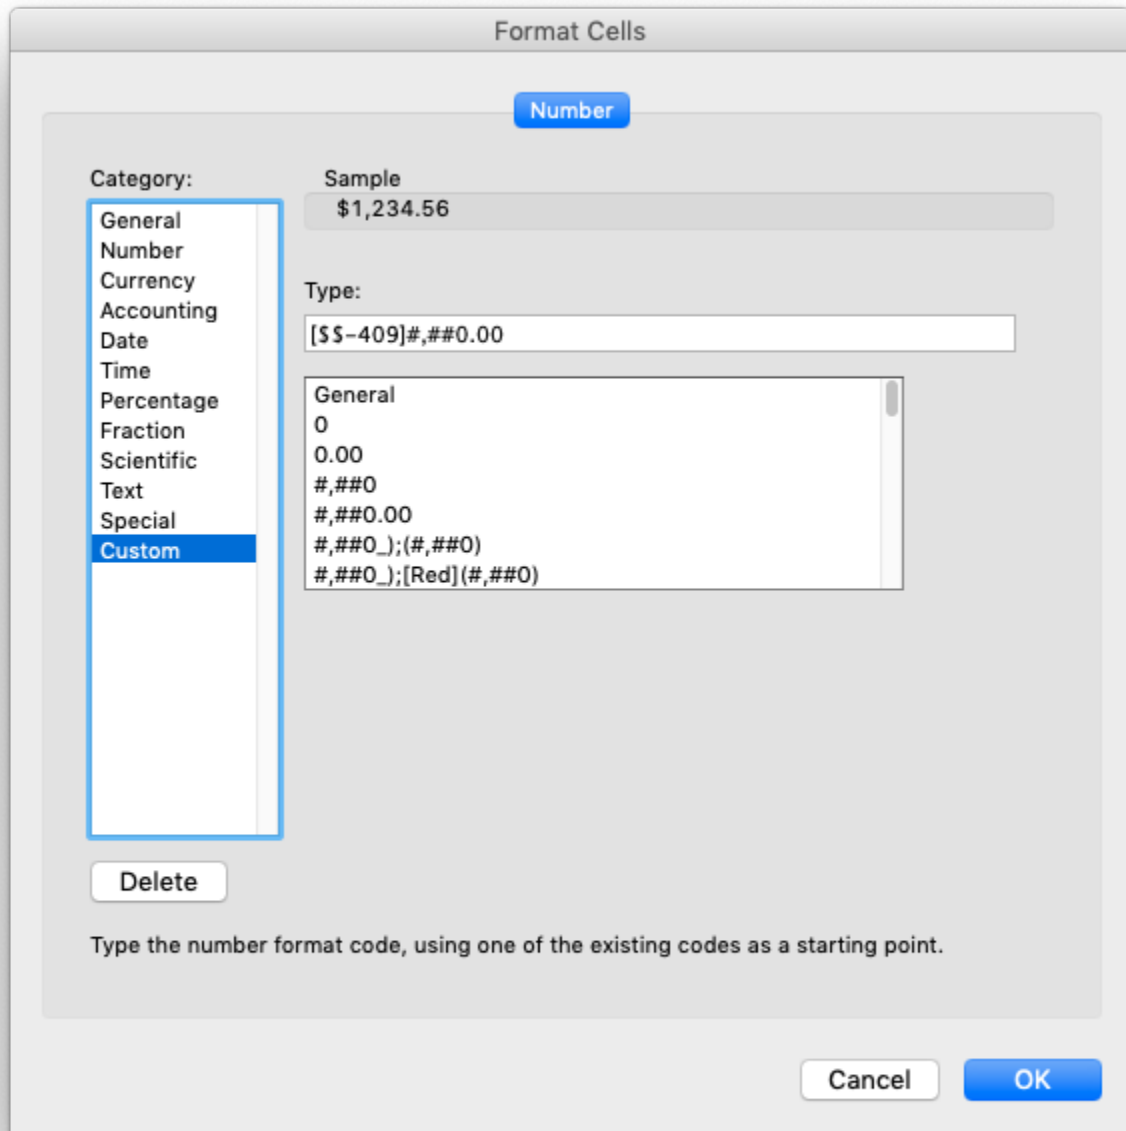 Format Cells
Number
Category:
General
Number
Currency
Accounting
Date
Time
Percentage
Fraction
Scientific
Text
Special
Custom
Sample
$1,234.56
Type:
[$$-409]#,##0.00
General
0
0.00
#,##0
#,##0.00
#,##0_);(#,##0)
#,##0_);[Red](#,##0)
Delete
Type the number format code, using one of the existing codes as a starting point.
Cancel
OK